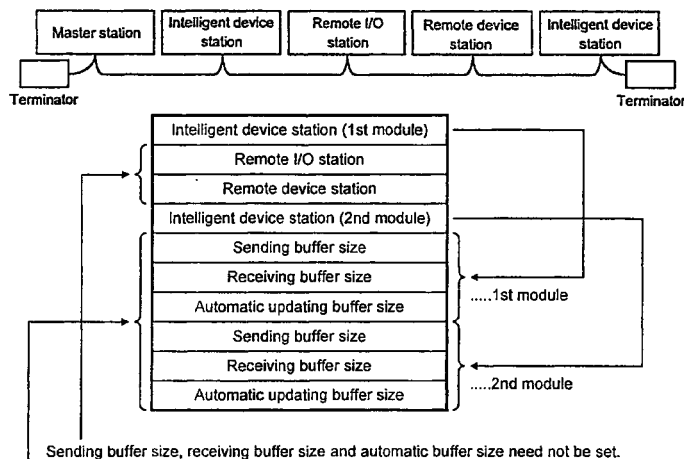 Master station
Intelligent device
station
Remote I/O
station
Remote device
station
Intelligent device
station
Terminator
Terminator
Intelligent device station (1st module)
Remote I/O station
Remote device station
Intelligent device station (2nd module)
Sending buffer size
Receiving buffer size
Automatic updating buffer size
.....1st module
Sending buffer size
Receiving buffer size
Automatic updating buffer size
.....2nd module
Sending buffer size, receiving buffer size and automatic buffer size need not be set.